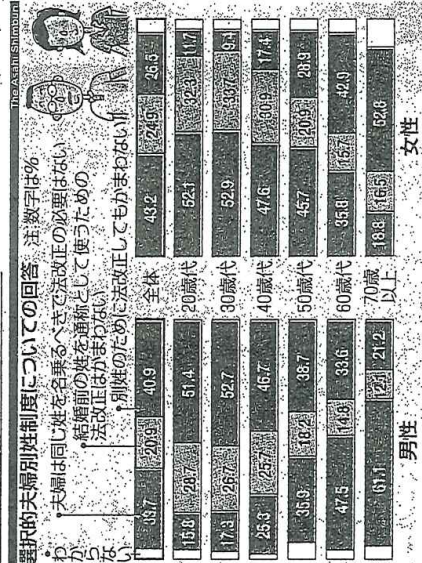 The Asahi Shimbun
選択的夫婦別姓制度についての回答 注:数字は%
わからない
夫婦は同じ姓を名乗るべきで法改正の必要はない
結婚前の姓を通称として使うための
法改正はかまわない
別姓のために法改正してもかまわない
39.7 20.9 40.9 全体 43.2 24.9 26.5
15.8 28.7 51.4 20歳代 52.1 32.3 11.7
17.3 26.7 52.7 30歳代 52.9 33.7 9.4
25.3 25.7 46.7 40歳代 47.6 30.9 17.4
18.2 38.7 50歳代 45.7 20.9 28.9
47.5 14.8 33.6 60歳代 35.8 15.7 42.9
61.1 21.2 70歳 18.8 16.5 52.8
以上
男性 女性